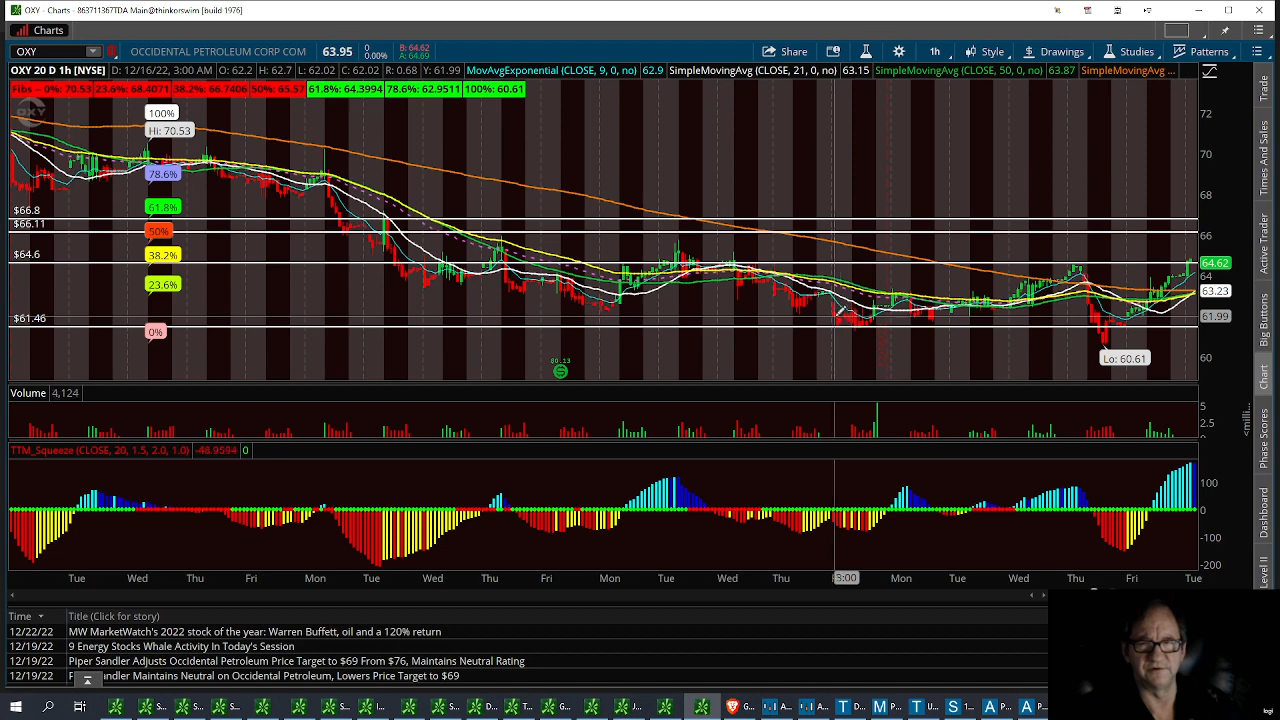 OXY - Charts - 863711367TDA Main@thinkorswim [build 1976]
Charts
OXY OCCIDENTAL PETROLEUM CORP COM 63.95 0 0.00% B: 64.62 A: 64.69 Share 1h Style Drawings Studies Patterns
OXY 20 D 1h [NYSE] D: 12/16/22, 3:00 AM O: 62.2 H: 62.7 L: 62.02 C: 62.02 R: 0.68 Y: 61.99 MovAvgExponential (CLOSE, 9, 0, no) 62.9 SimpleMovingAvg (CLOSE, 21, 0, no) 63.15 SimpleMovingAvg (CLOSE, 50, 0, no) 63.87 SimpleMovingAvg ...
Fibs -- 0%: 70.53 23.6%: 68.4071 38.2%: 66.7406 50%: 65.57 61.8%: 64.3994 78.6%: 62.9511 100%: 60.61
OXY
100%
Hi: 70.53
78.6%
61.8%
50%
38.2%
23.6%
0%
$66.8
$66.11
$64.6
$61.46
Lo: 60.61
72
70
68
66
64.62
64
63.23
61.99
60
Volume 4,124
5
2.5
<milli...
TTM_Squeeze (CLOSE, 20, 1.5, 2.0, 1.0) -46.9594 0
100
0
-100
-200
Tue Wed Thu Fri Mon Tue Wed Thu Fri Mon Tue Wed Thu 3:00 Mon Tue Wed Thu Fri Tue
Trade
Times And Sales
Active Trader
Big Buttons
Chart
Phase Scores
Dashboard
Level II
Time Title (Click for story)
12/22/22 MW MarketWatch's 2022 stock of the year: Warren Buffett, oil and a 120% return
12/19/22 9 Energy Stocks Whale Activity In Today's Session
12/19/22 Piper Sandler Adjusts Occidental Petroleum Price Target to $69 From $76, Maintains Neutral Rating
12/19/22 andler Maintains Neutral on Occidental Petroleum, Lowers Price Target to $69
logi